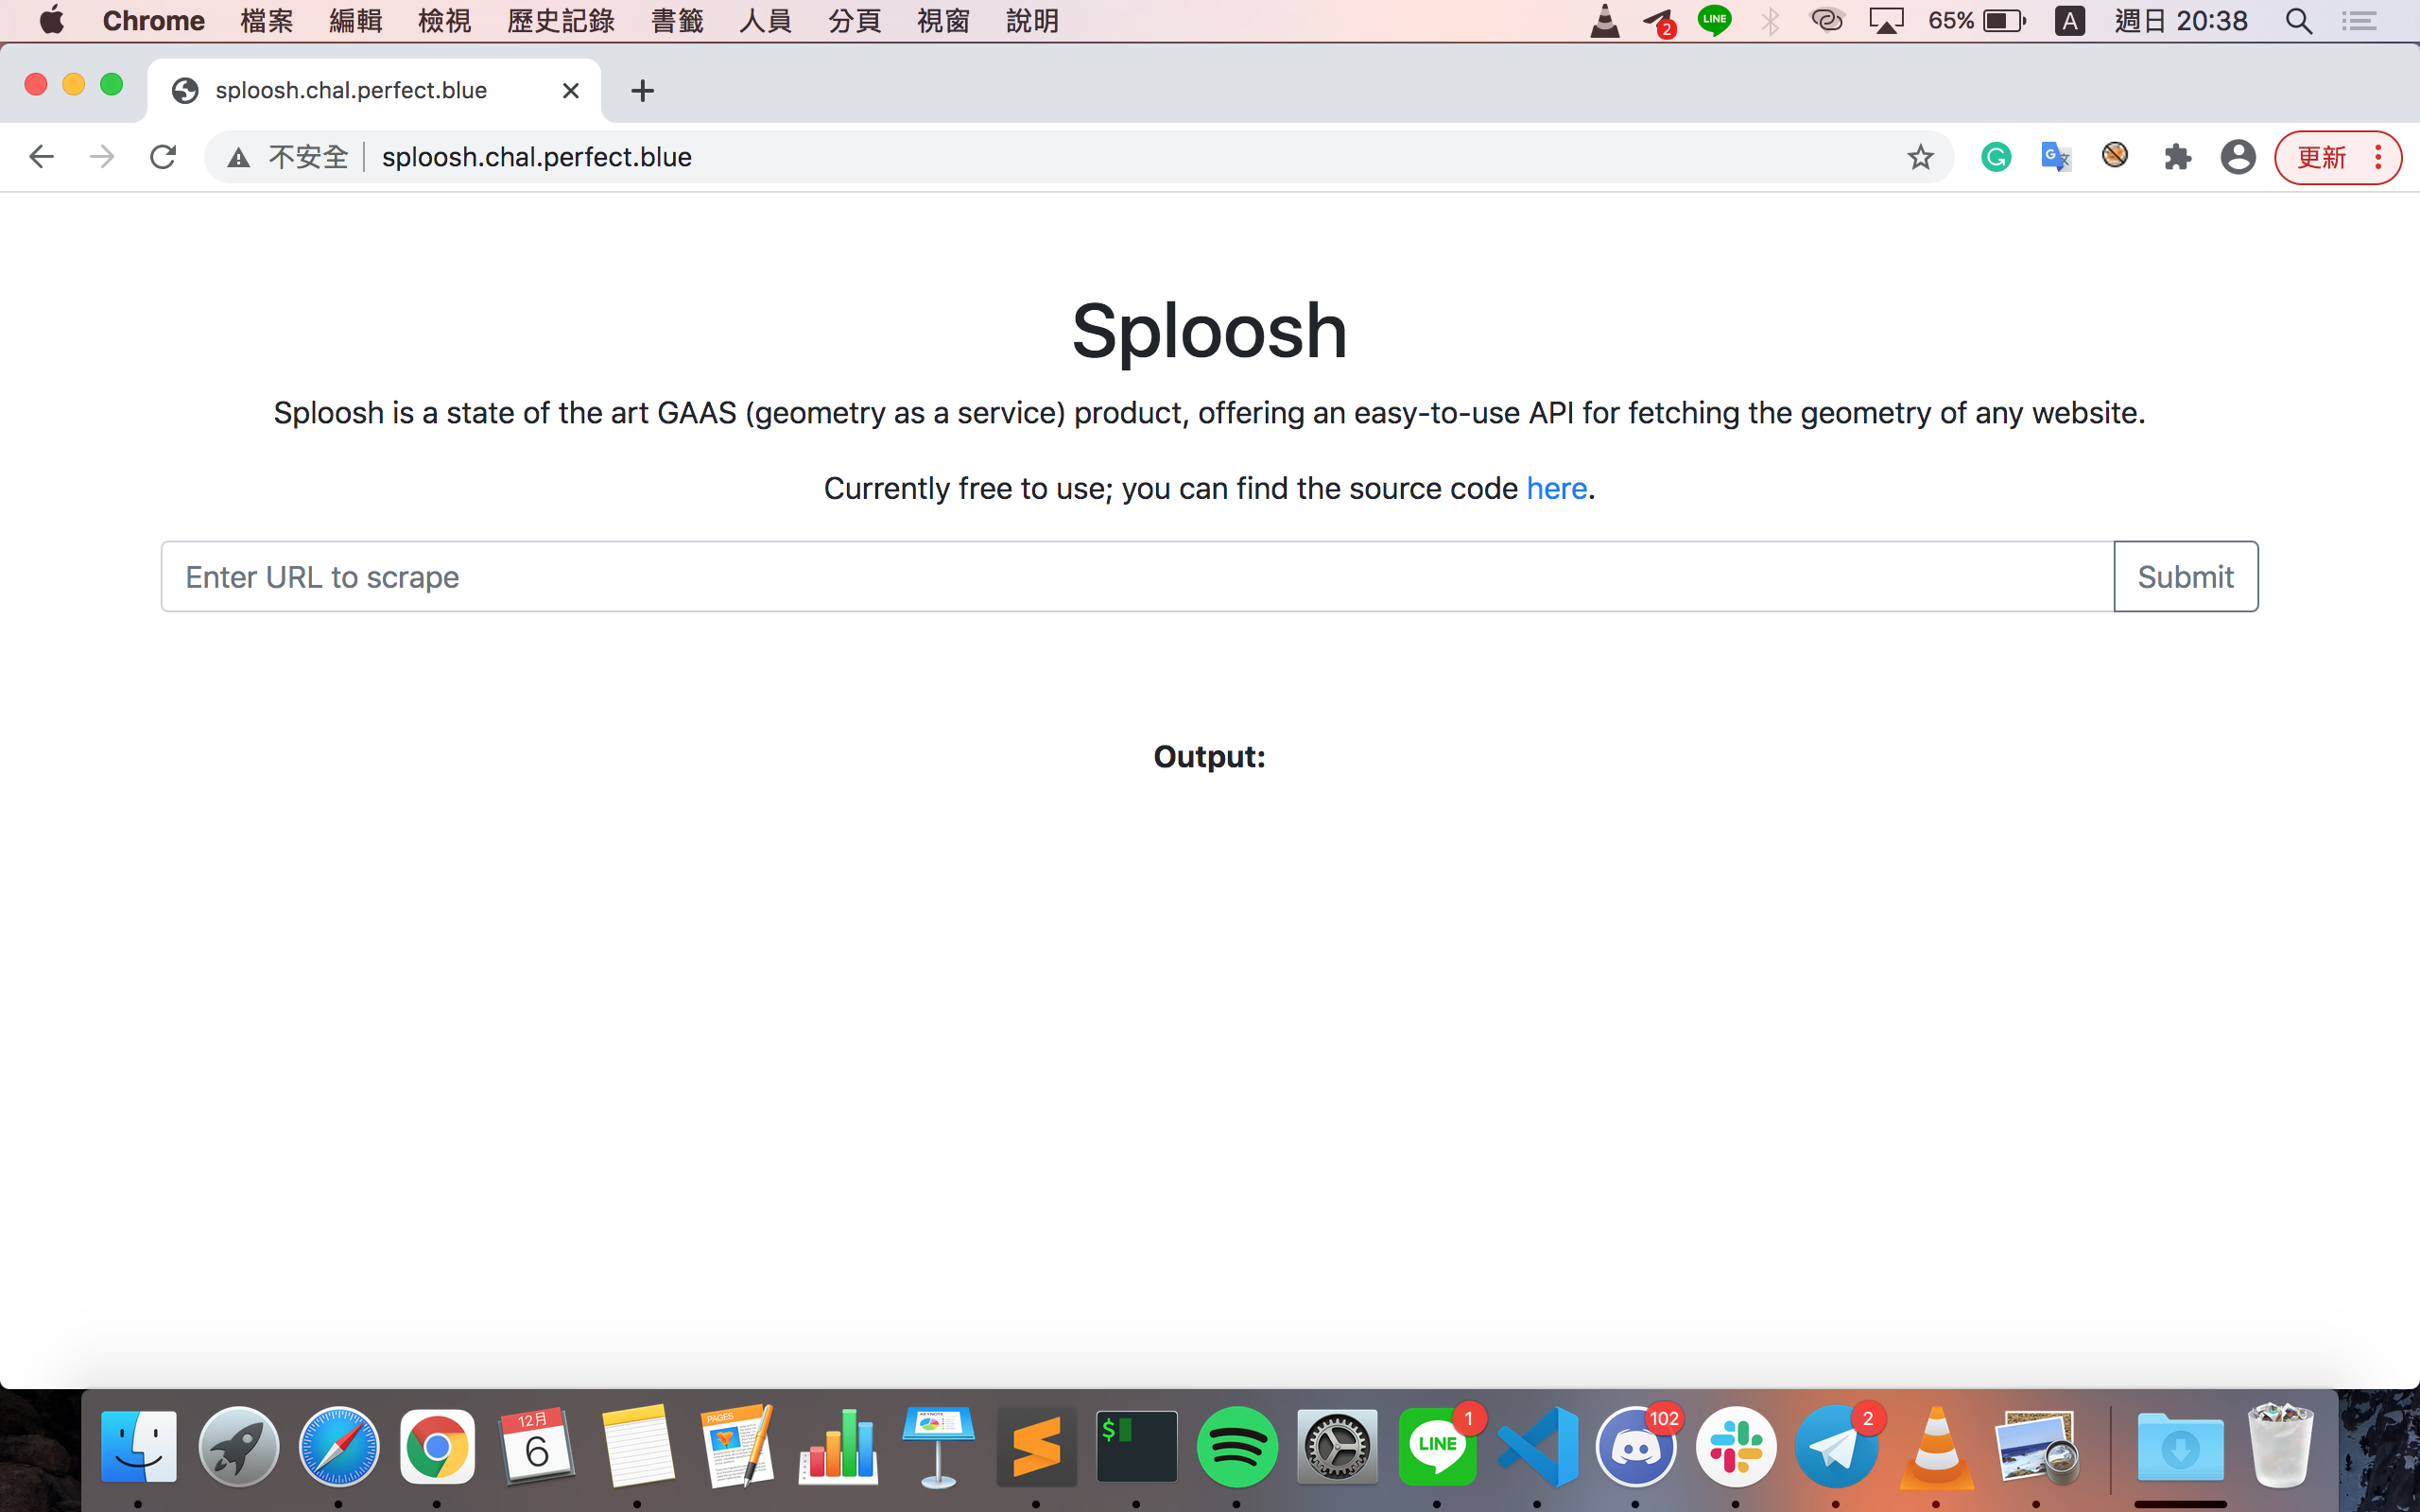 Chrome 檔案 編輯 檢視 歷史記錄 書籤 人員 分頁 視窗 說明 2 LINE 65% A 週日 20:38
sploosh.chal.perfect.blue
不安全 sploosh.chal.perfect.blue 更新
Sploosh
Sploosh is a state of the art GAAS (geometry as a service) product, offering an easy-to-use API for fetching the geometry of any website.
Currently free to use; you can find the source code here.
Enter URL to scrape Submit
Output:
12月 6 PAGES KEYNOTE $ LINE 1 102 2